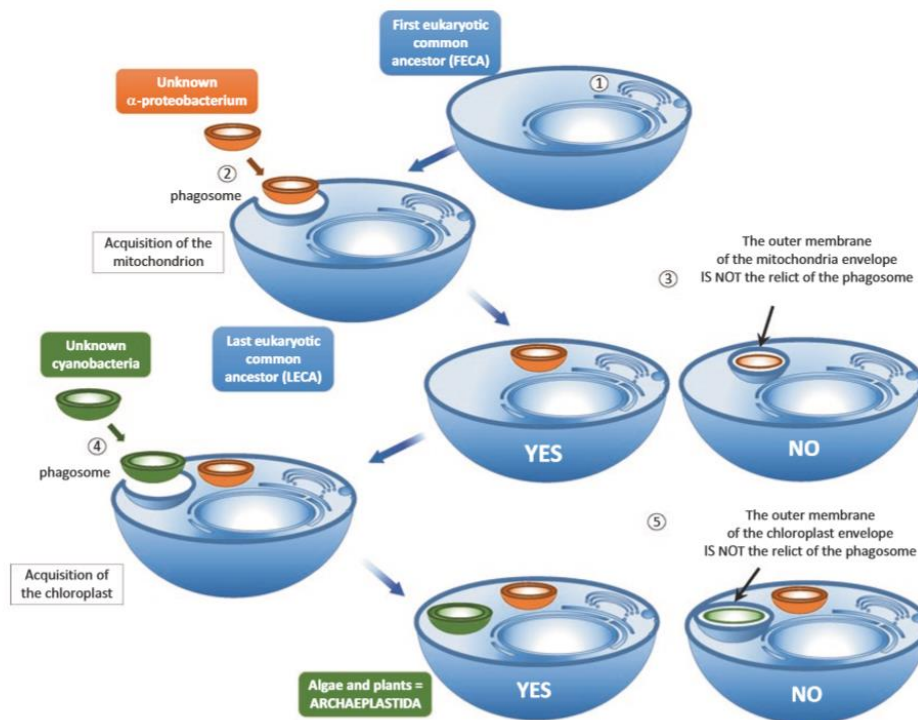 First eukaryotic
common
ancestor (FECA)
①
Unknown
α-proteobacterium
②
phagosome
Acquisition of the
mitochondrion
The outer membrane
of the mitochondria envelope
IS NOT the relict of the phagosome
③
Unknown
cyanobacteria
Last eukaryotic
common
ancestor (LECA)
YES
NO
④
phagosome
Acquisition of
the chloroplast
⑤
The outer membrane
of the chloroplast envelope
IS NOT the relict of the phagosome
Algae and plants =
ARCHAEPLASTIDA
YES
NO